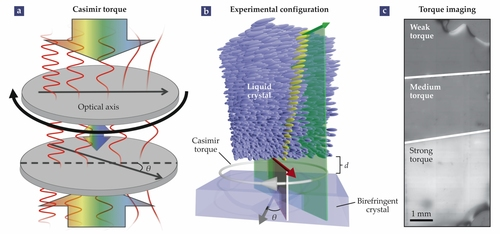 a
Casimir torque
b
Experimental configuration
c
Torque imaging
Optical axis
θ
Liquid
crystal
Casimir
torque
d
Birefringent
crystal
θ
Weak
torque
Medium
torque
Strong
torque
1 mm